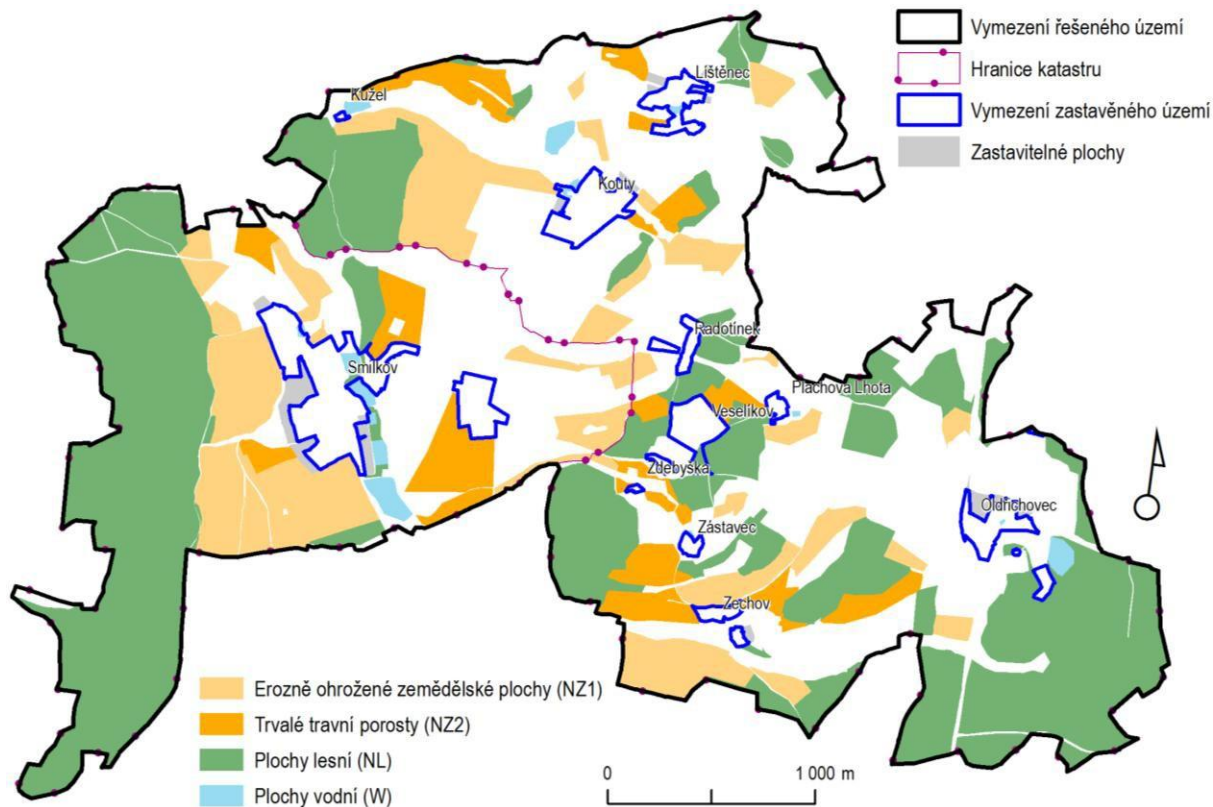 Vymezení řešeného území
Hranice katastru
Vymezení zastavěného území
Zastavitelné plochy
Líštěnec
Kužel
Kouty
Radotínek
Smilkov
Plachova Lhota
Veselíkov
Zdebyška
Oldřichovec
Zástavec
Zechov
Erozně ohrožené zemědělské plochy (NZ1)
Trvalé travní porosty (NZ2)
Plochy lesní (NL)
Plochy vodní (W)
0 1 000 m